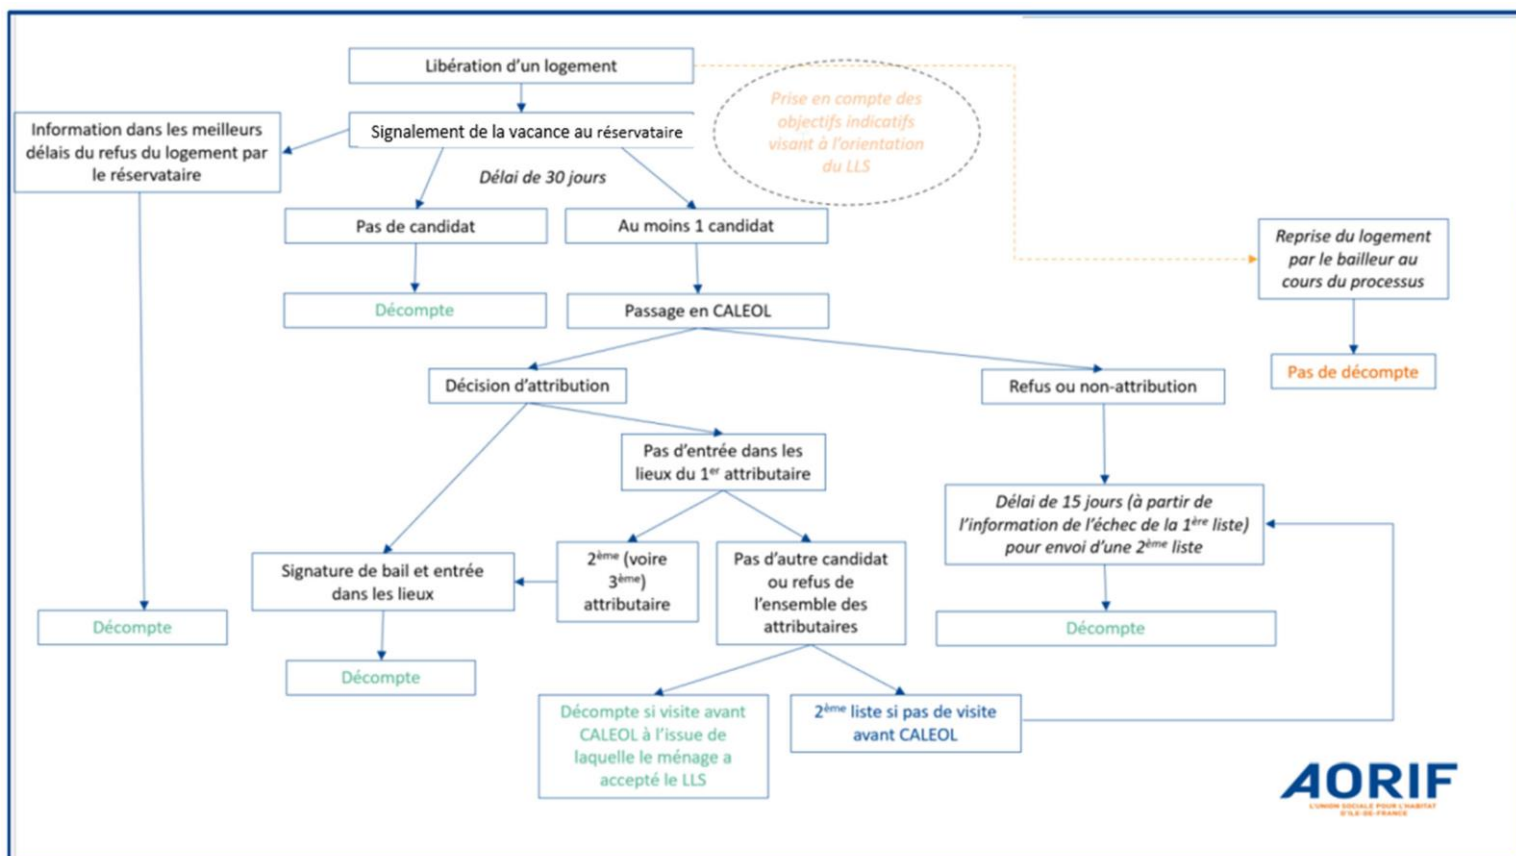 Libération d'un logement
Prise en compte des
objectifs indicatifs
visant à l'orientation
du LLS
Information dans les meilleurs
délais du refus du logement par
le réservataire
Signalement de la vacance au réservataire
Délai de 30 jours
Pas de candidat
Au moins 1 candidat
Reprise du logement
par le bailleur au
cours du processus
Décompte
Passage en CALEOL
Pas de décompte
Décision d'attribution
Refus ou non-attribution
Pas d'entrée dans les
lieux du 1er attributaire
Délai de 15 jours (à partir de
l'information de l'échec de la 1ère liste)
pour envoi d'une 2ème liste
Signature de bail et entrée
dans les lieux
2ème (voire
3ème)
attributaire
Pas d'autre candidat
ou refus de
l'ensemble des
attributaires
Décompte
Décompte
Décompte
Décompte si visite avant
CALEOL à l'issue de
laquelle le ménage a
accepté le LLS
2ème liste si pas de visite
avant CALEOL
AORIF
L'UNION SOCIALE POUR L'HABITAT
D'ILE-DE-FRANCE